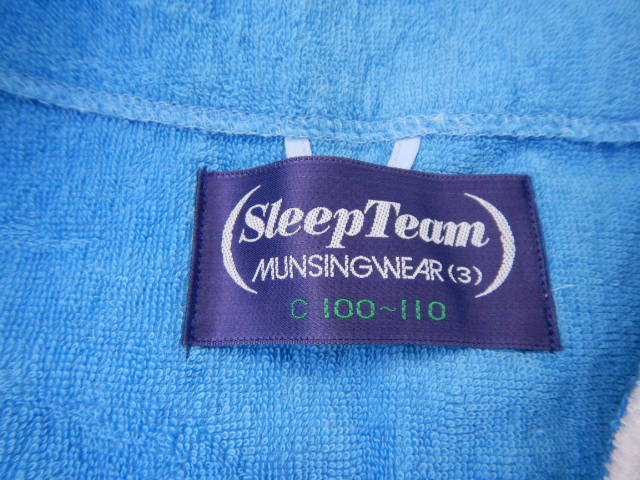 (SleepTeam)
MUNSINGWEAR(3)
C 100~110